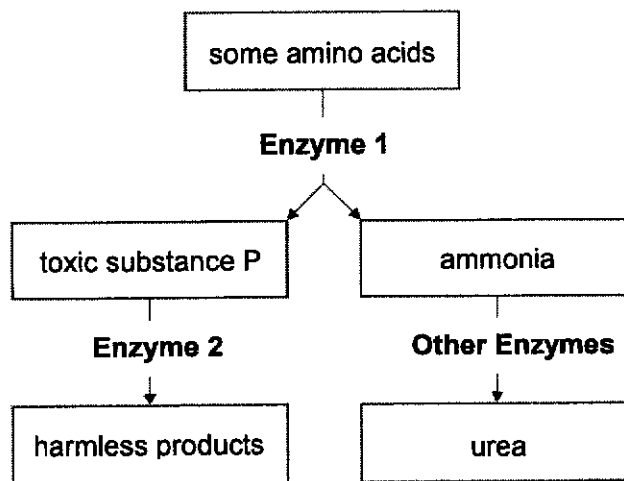 some amino acids
Enzyme 1
toxic substance P
ammonia
Enzyme 2
Other Enzymes
harmless products
urea